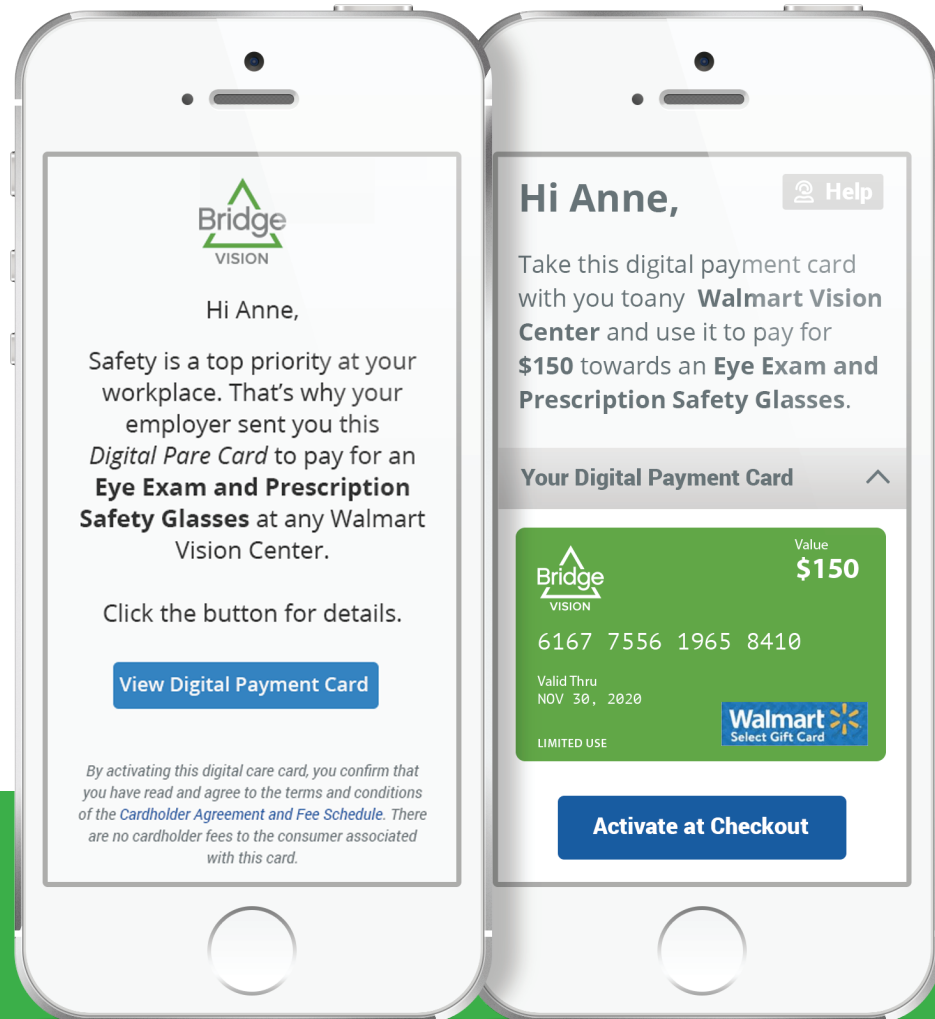 Bridge
VISION
Hi Anne,
Safety is a top priority at your
workplace. That’s why your
employer sent you this
Digital Pare Card to pay for an
Eye Exam and Prescription
Safety Glasses at any Walmart
Vision Center.
Click the button for details.
View Digital Payment Card
By activating this digital care card, you confirm that
you have read and agree to the terms and conditions
of the Cardholder Agreement and Fee Schedule. There
are no cardholder fees to the consumer associated
with this card.
Hi Anne,
Help
Take this digital payment card
with you toany Walmart Vision
Center and use it to pay for
$150 towards an Eye Exam and
Prescription Safety Glasses.
Your Digital Payment Card
Bridge
VISION
Value
$150
6167 7556 1965 8410
Valid Thru
NOV 30, 2020
LIMITED USE
Walmart
Select Gift Card
Activate at Checkout